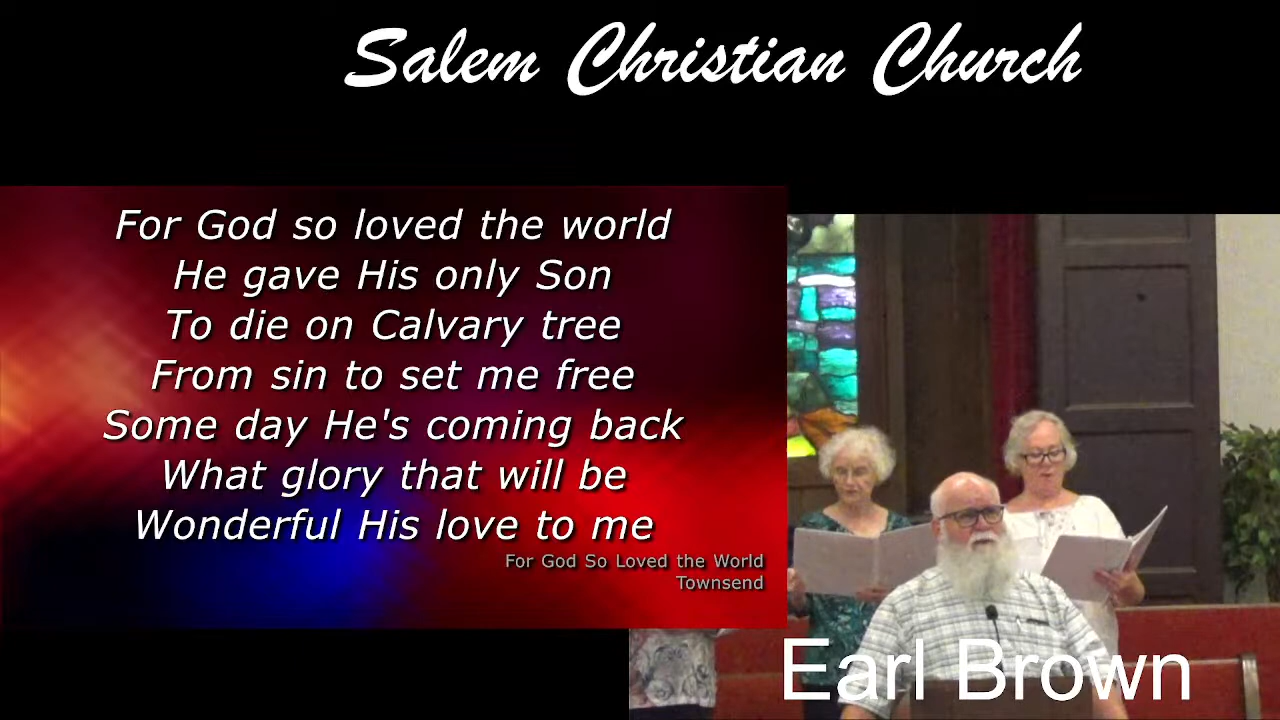 Salem Christian Church
For God so loved the world
He gave His only Son
To die on Calvary tree
From sin to set me free
Some day He's coming back
What glory that will be
Wonderful His love to me
For God So Loved the World
Townsend
Earl Brown